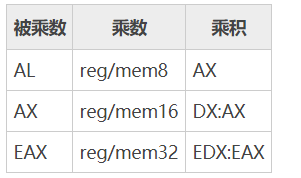 被乘数 乘数 乘积
AL reg/mem8 AX
AX reg/mem16 DX:AX
EAX reg/mem32 EDX:EAX